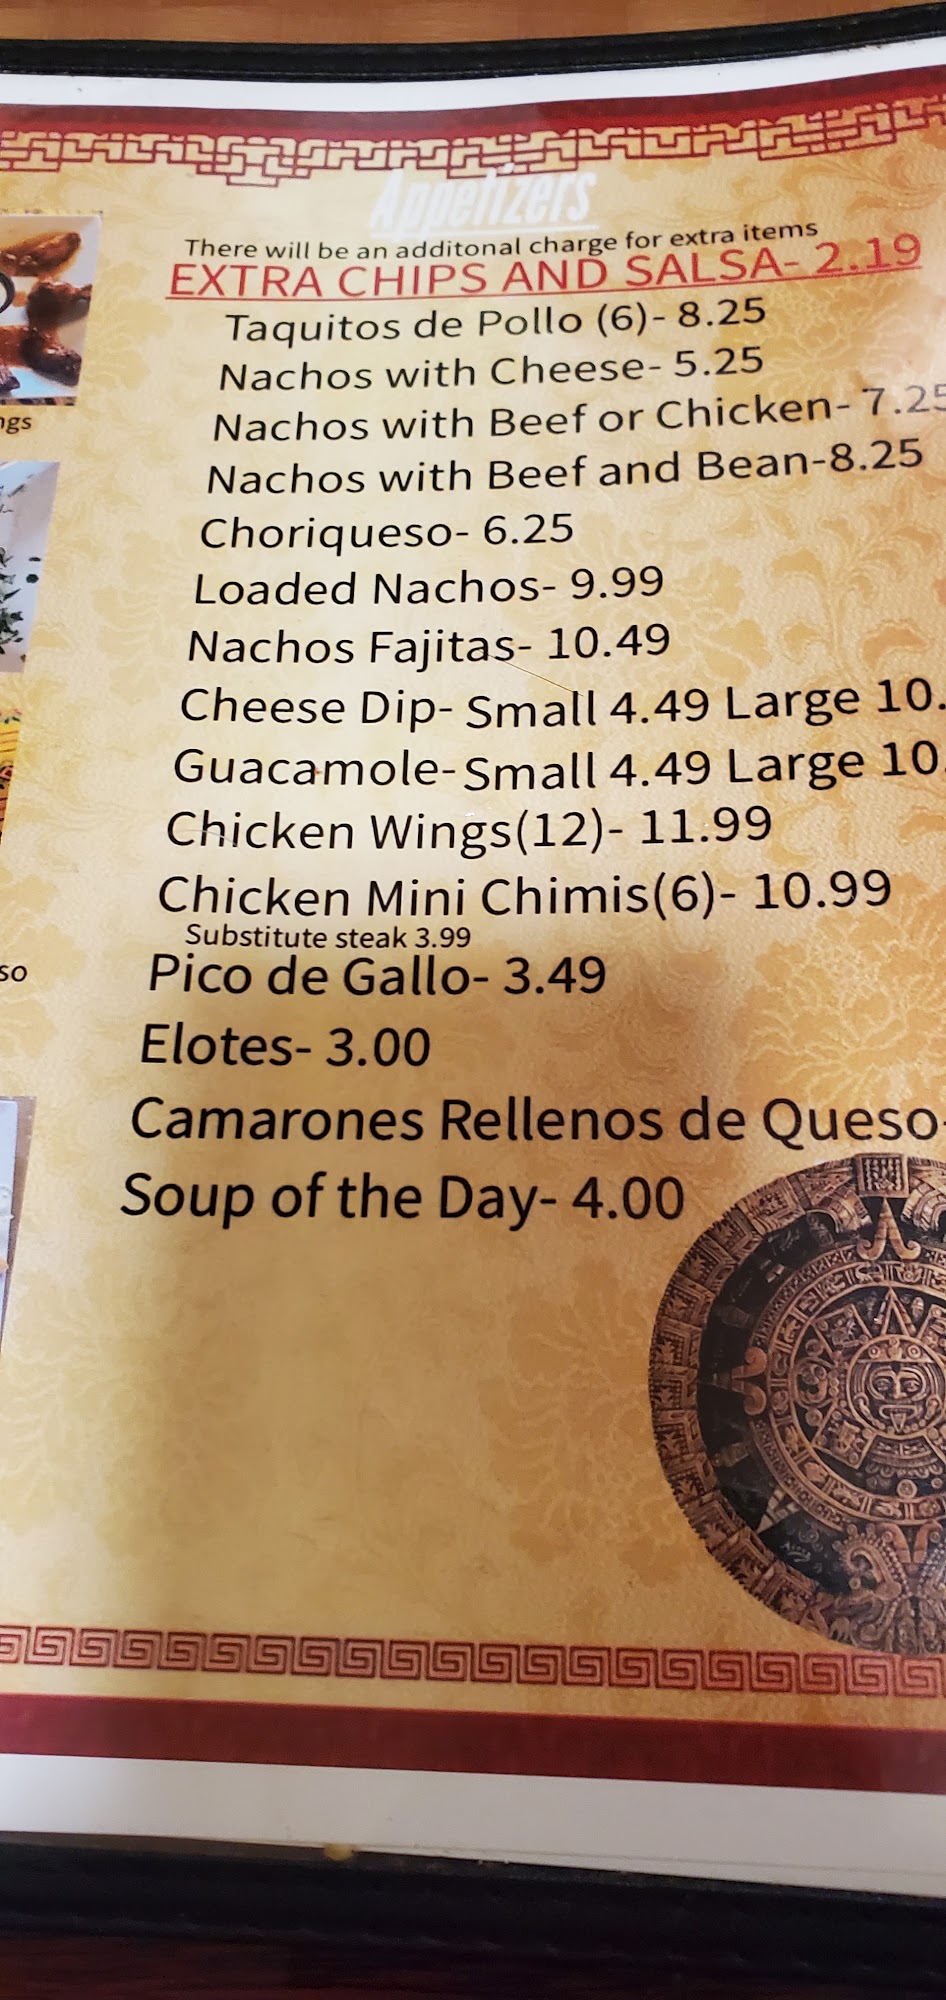 Appetizers
There will be an additonal charge for extra items
EXTRA CHIPS AND SALSA- 2.19
Taquitos de Pollo (6)- 8.25
Nachos with Cheese- 5.25
Nachos with Beef or Chicken- 7.25
Nachos with Beef and Bean-8.25
Choriqueso- 6.25
Loaded Nachos- 9.99
Nachos Fajitas- 10.49
Cheese Dip- Small 4.49 Large 10.
Guacamole-Small 4.49 Large 10.
Chicken Wings(12)- 11.99
Chicken Mini Chimis(6)- 10.99
Substitute steak 3.99
Pico de Gallo- 3.49
Elotes- 3.00
Camarones Rellenos de Queso-
Soup of the Day- 4.00